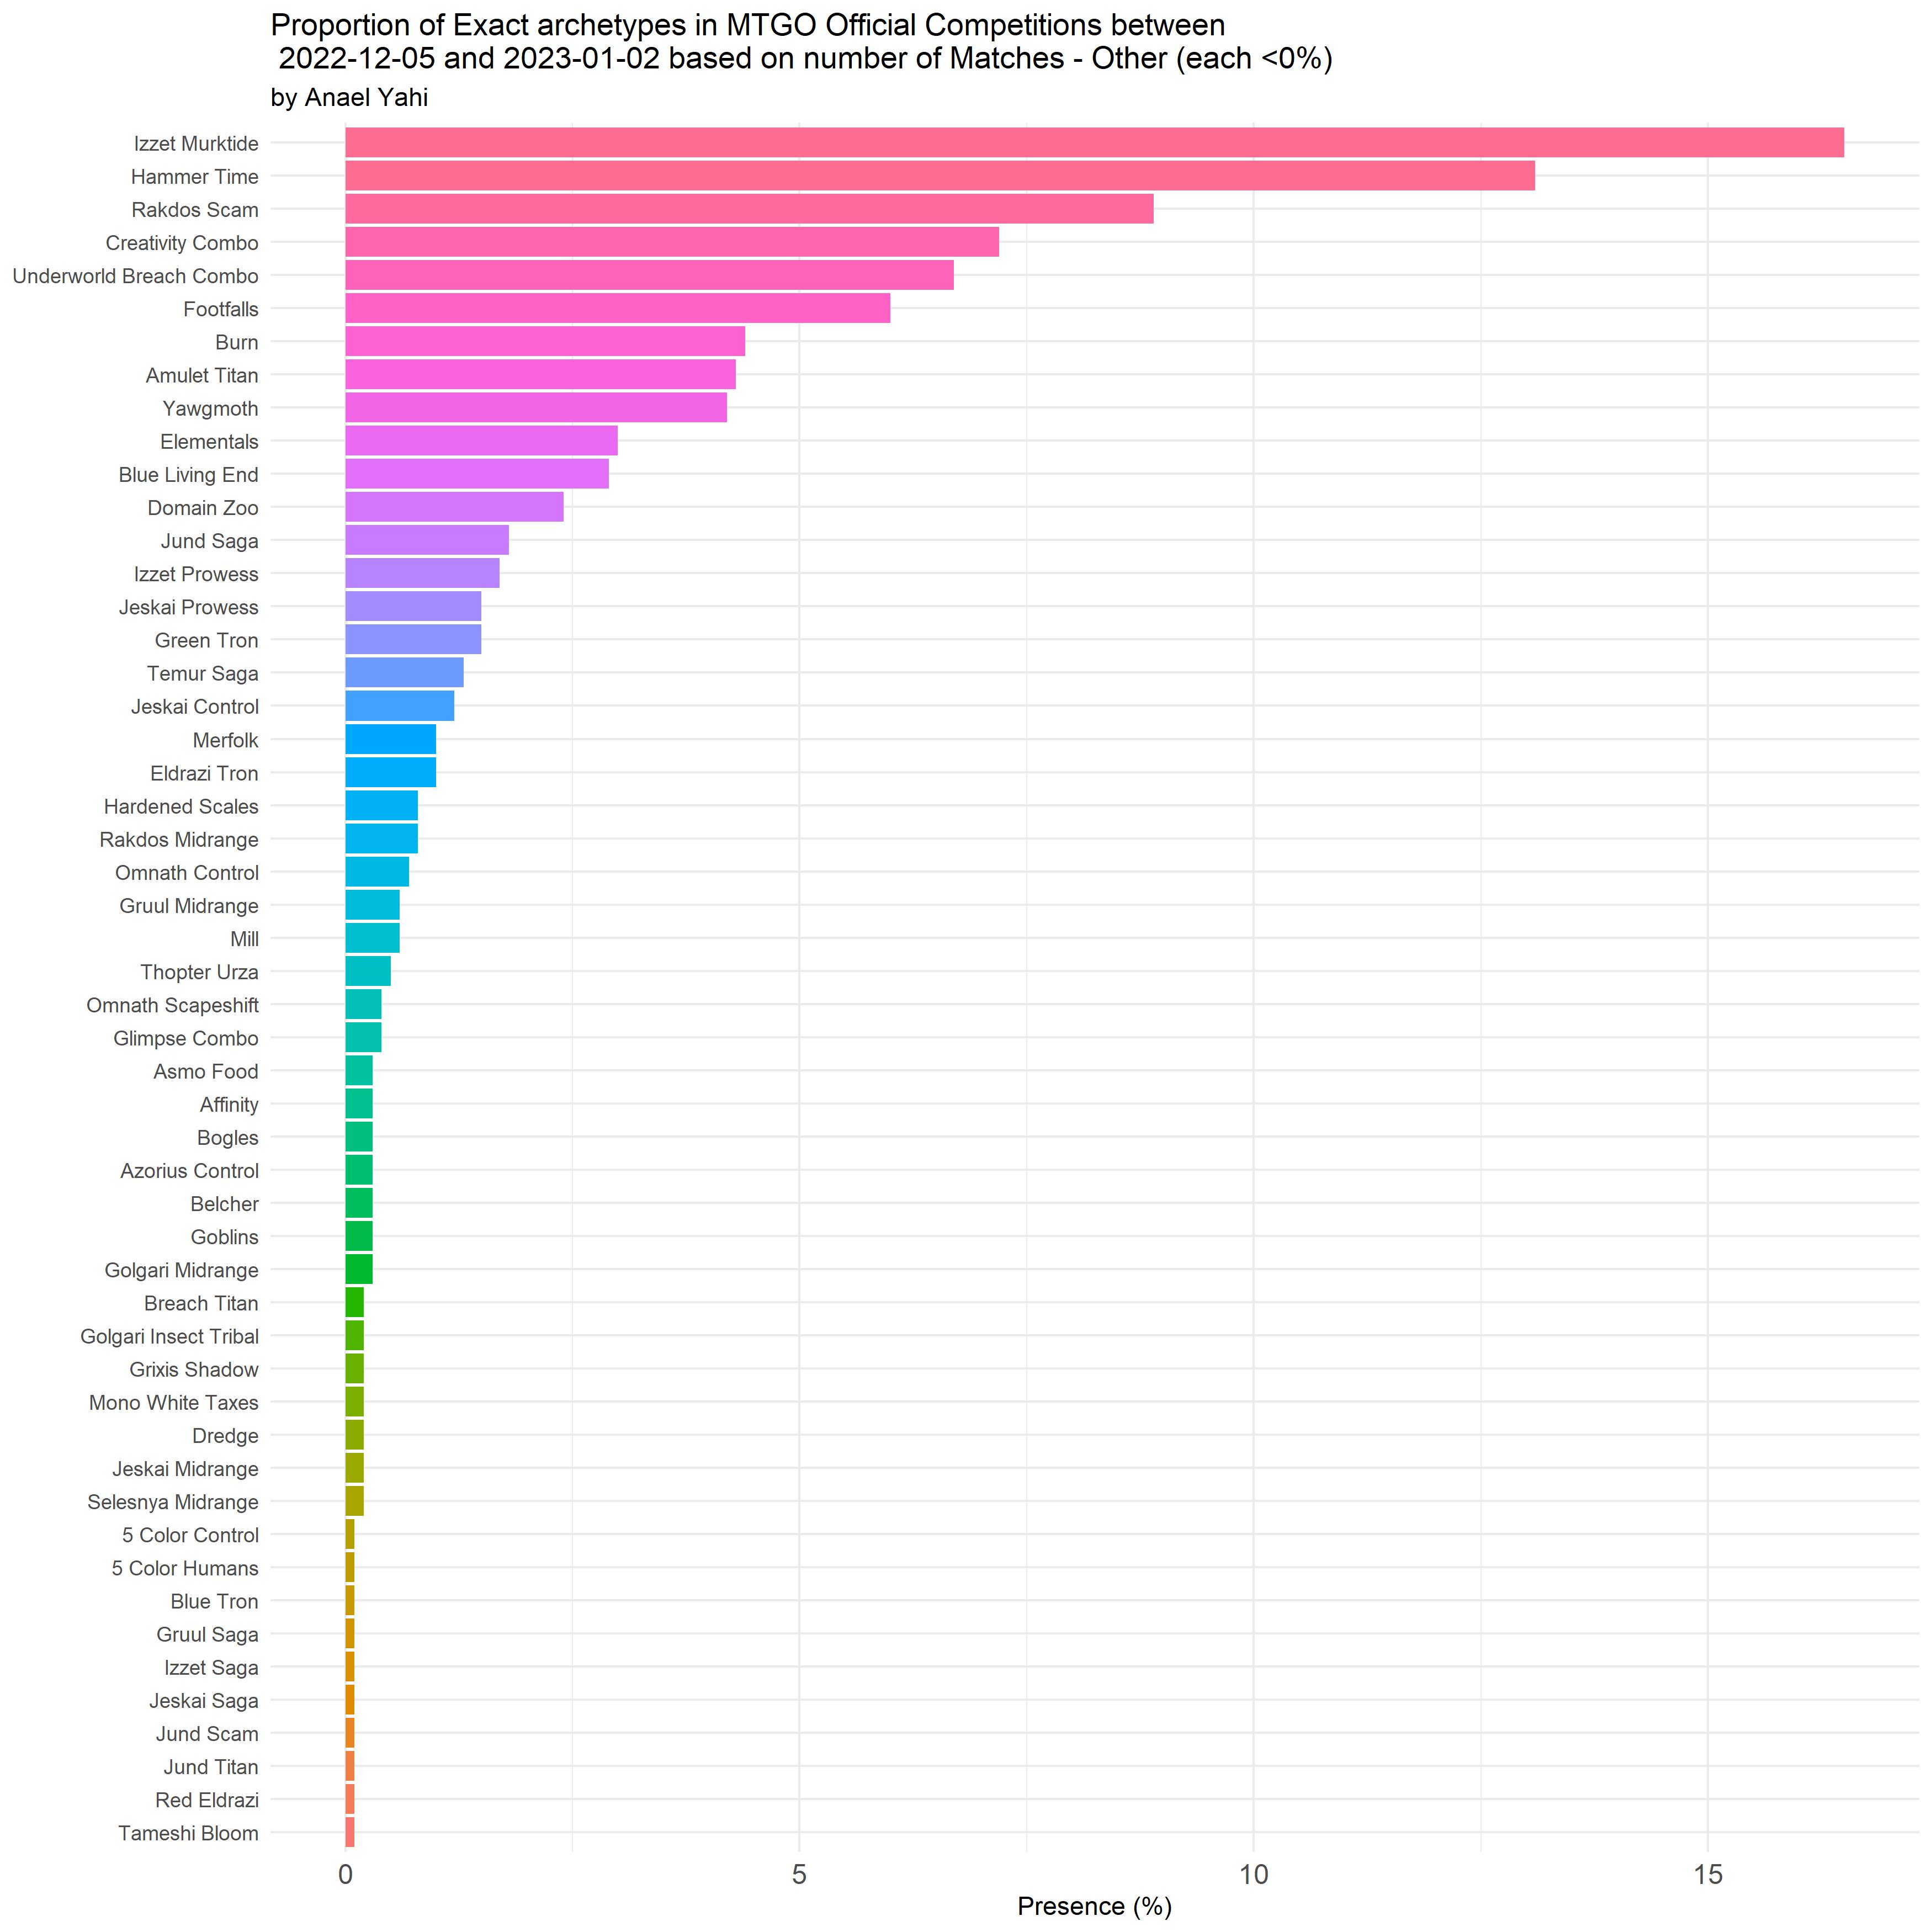 Proportion of Exact archetypes in MTGO Official Competitions between
2022-12-05 and 2023-01-02 based on number of Matches - Other (each <0%)
by Anael Yahi
Izzet Murktide
Hammer Time
Rakdos Scam
Creativity Combo
Underworld Breach Combo
Footfalls
Burn
Amulet Titan
Yawgmoth
Elementals
Blue Living End
Domain Zoo
Jund Saga
Izzet Prowess
Jeskai Prowess
Green Tron
Temur Saga
Jeskai Control
Merfolk
Eldrazi Tron
Hardened Scales
Rakdos Midrange
Omnath Control
Gruul Midrange
Mill
Thopter Urza
Omnath Scapeshift
Glimpse Combo
Asmo Food
Affinity
Bogles
Azorius Control
Belcher
Goblins
Golgari Midrange
Breach Titan
Golgari Insect Tribal
Grixis Shadow
Mono White Taxes
Dredge
Jeskai Midrange
Selesnya Midrange
5 Color Control
5 Color Humans
Blue Tron
Gruul Saga
Izzet Saga
Jeskai Saga
Jund Scam
Jund Titan
Red Eldrazi
Tameshi Bloom
0 5 10 15
Presence (%)